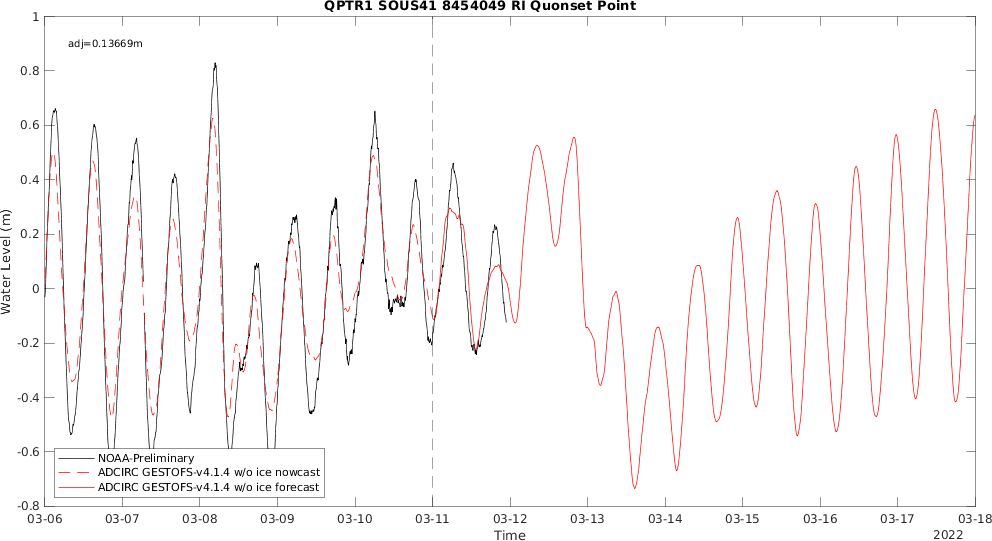 QPTR1 SOUS41 8454049 RI Quonset Point
adj=0.13669m
Water Level (m)
1
0.8
0.6
0.4
0.2
0
-0.2
-0.4
-0.6
-0.8
NOAA-Preliminary
ADCIRC GESTOFS-v4.1.4 w/o ice nowcast
ADCIRC GESTOFS-v4.1.4 w/o ice forecast
03-06 03-07 03-08 03-09 03-10 03-11 03-12 03-13 03-14 03-15 03-16 03-17 03-18
Time
2022